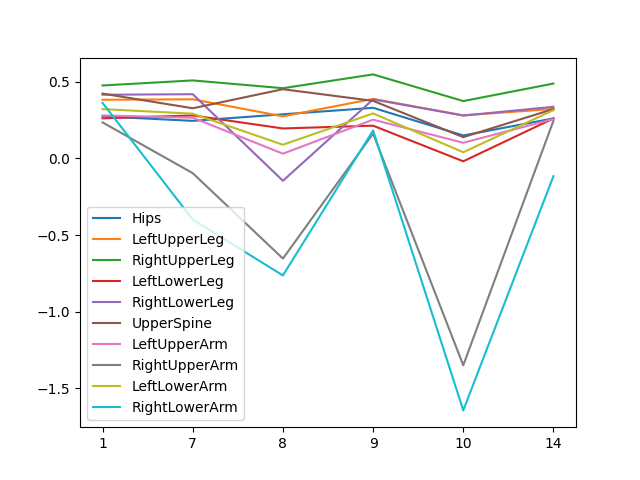 0.5
0.0
−0.5
−1.0
−1.5
Hips
LeftUpperLeg
RightUpperLeg
LeftLowerLeg
RightLowerLeg
UpperSpine
LeftUpperArm
RightUpperArm
LeftLowerArm
RightLowerArm
1 7 8 9 10 14